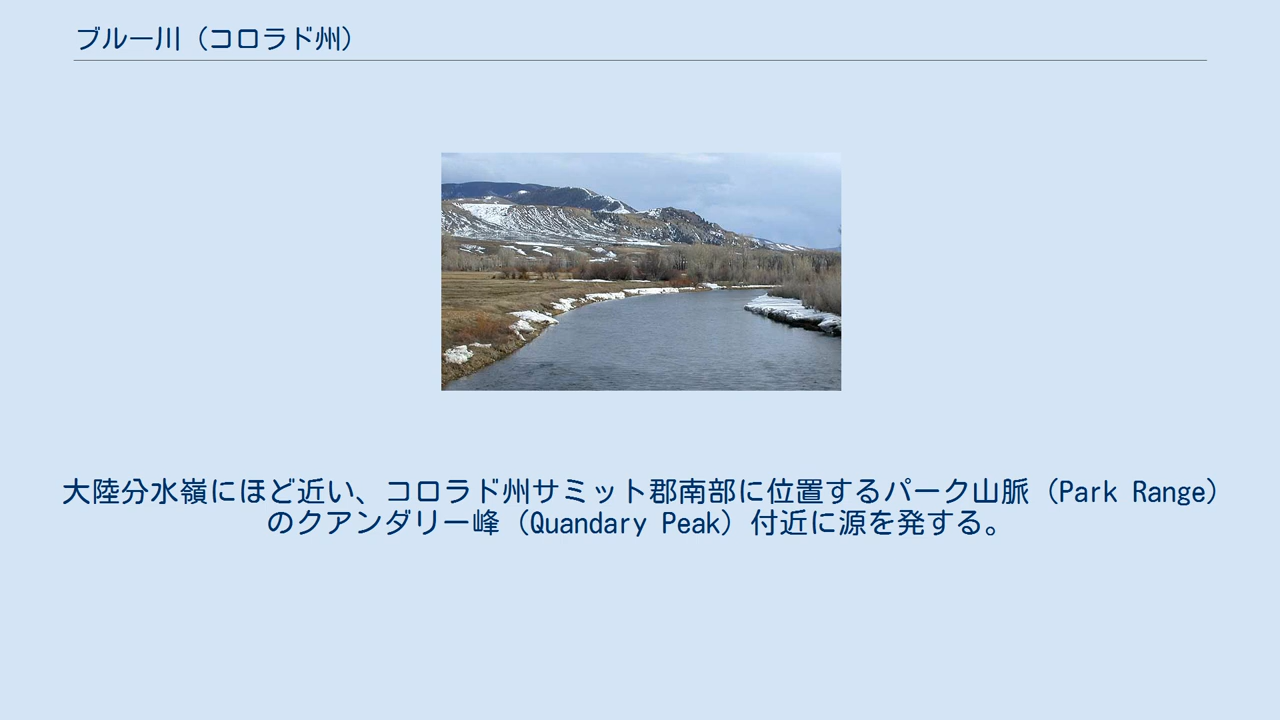 ブルー川（コロラド州）
大陸分水嶺にほど近い、コロラド州サミット郡南部に位置するパーク山脈（Park Range）
のクアンダリー峰（Quandary Peak）付近に源を発する。